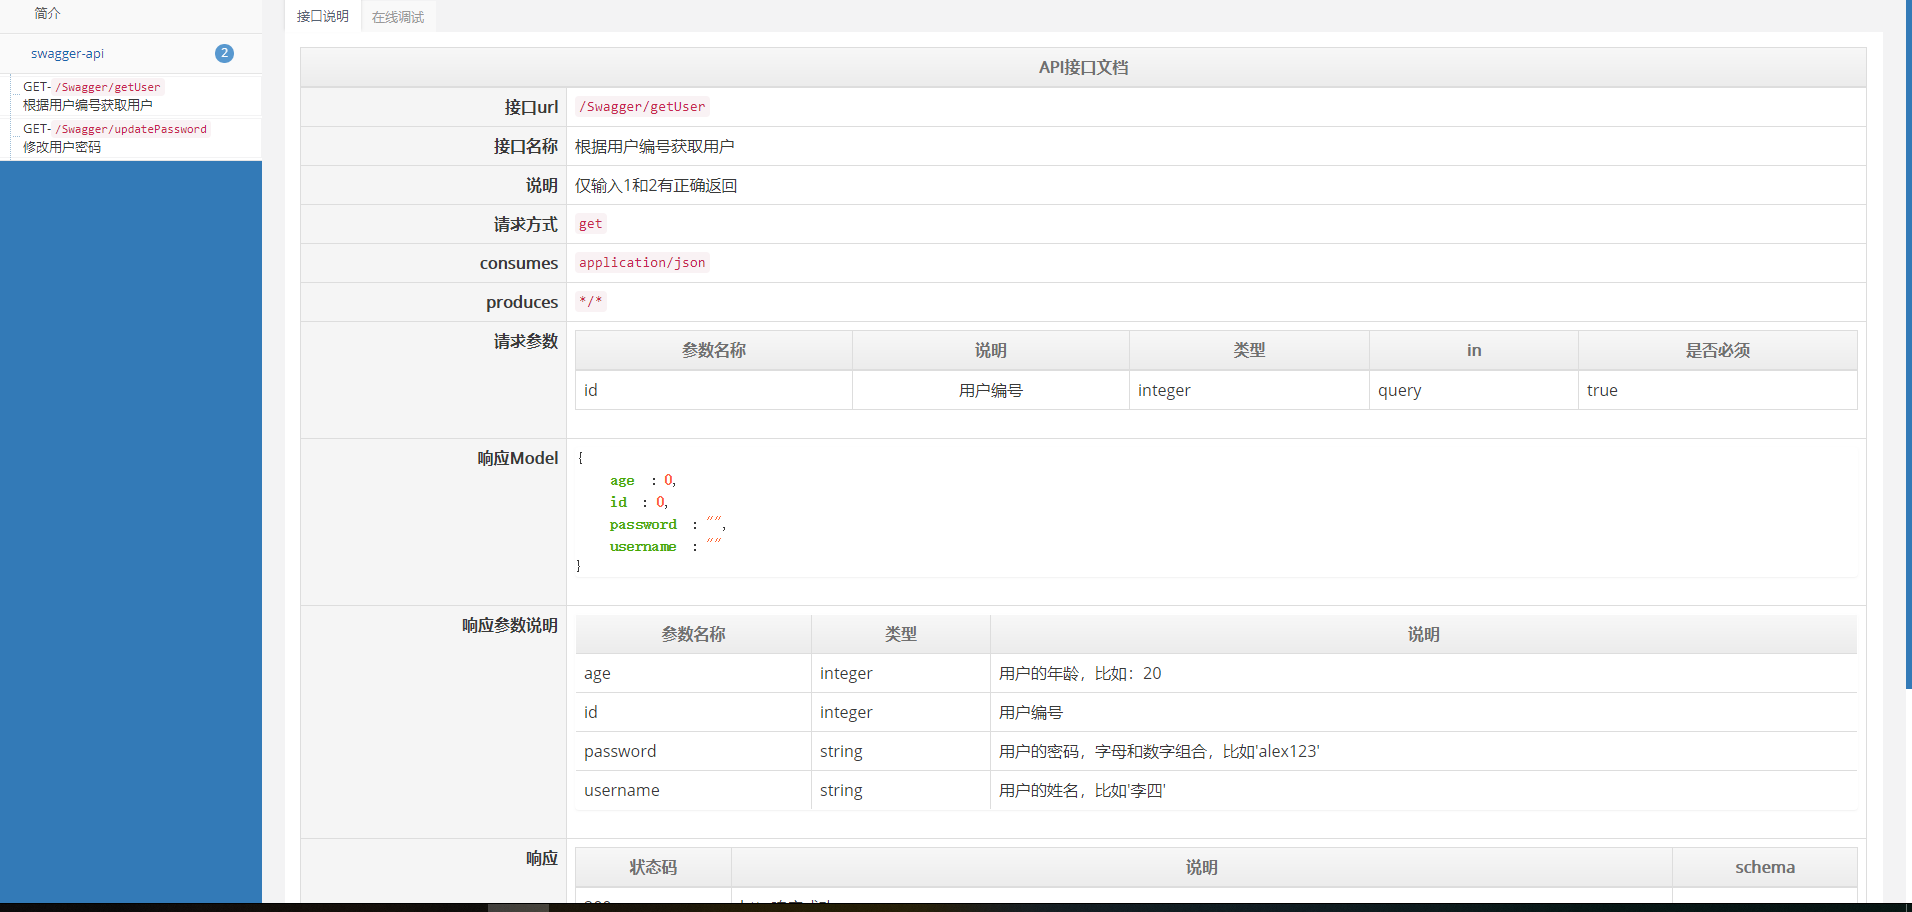 简介
swagger-api 2
GET- /Swagger/getUser
根据用户编号获取用户
GET- /Swagger/updatePassword
修改用户密码
接口说明 在线调试
API接口文档
接口url /Swagger/getUser
接口名称 根据用户编号获取用户
说明 仅输入1和2有正确返回
请求方式 get
consumes application/json
produces */*
请求参数 参数名称 说明 类型 in 是否必须
id 用户编号 integer query true
响应Model {
age : 0,
id : 0,
password : "",
username : ""
}
响应参数说明 参数名称 类型 说明
age integer 用户的年龄，比如：20
id integer 用户编号
password string 用户的密码，字母和数字组合，比如'alex123'
username string 用户的姓名，比如'李四'
响应 状态码 说明 schema